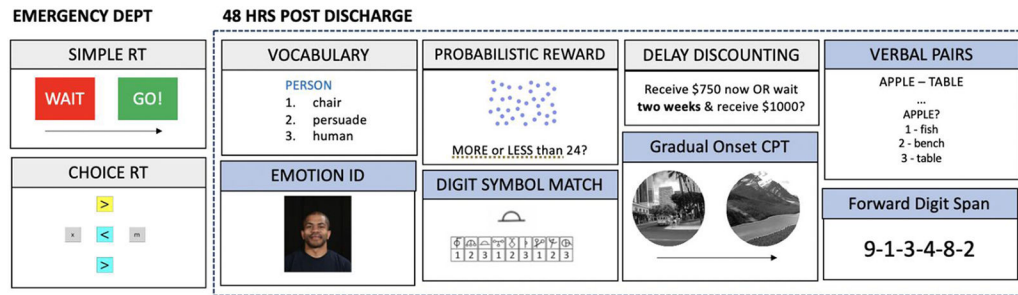 EMERGENCY DEPT
48 HRS POST DISCHARGE
SIMPLE RT
WAIT
GO!
CHOICE RT
>
x
<
m
>
VOCABULARY
PERSON
1. chair
2. persuade
3. human
EMOTION ID
PROBABILISTIC REWARD
MORE or LESS than 24?
DIGIT SYMBOL MATCH
1 2 3 1 2 3 1 2 3
DELAY DISCOUNTING
Receive $750 now OR wait
two weeks & receive $1000?
Gradual Onset CPT
VERBAL PAIRS
APPLE – TABLE
...
APPLE?
1 - fish
2 - bench
3 - table
Forward Digit Span
9-1-3-4-8-2